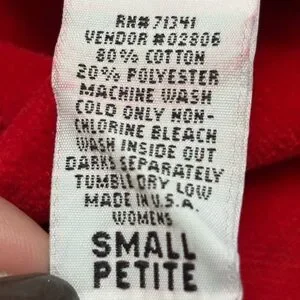 RN# 71341
VENDOR #02806
80% COTTON
20% POLYESTER
MACHINE WASH
COLD ONLY NON-
CHLORINE BLEACH
WASH INSIDE OUT
DARKS SEPARATELY
TUMBL DRY LOW
MADE IN U.S.A.
WOMENS
SMALL
PETITE